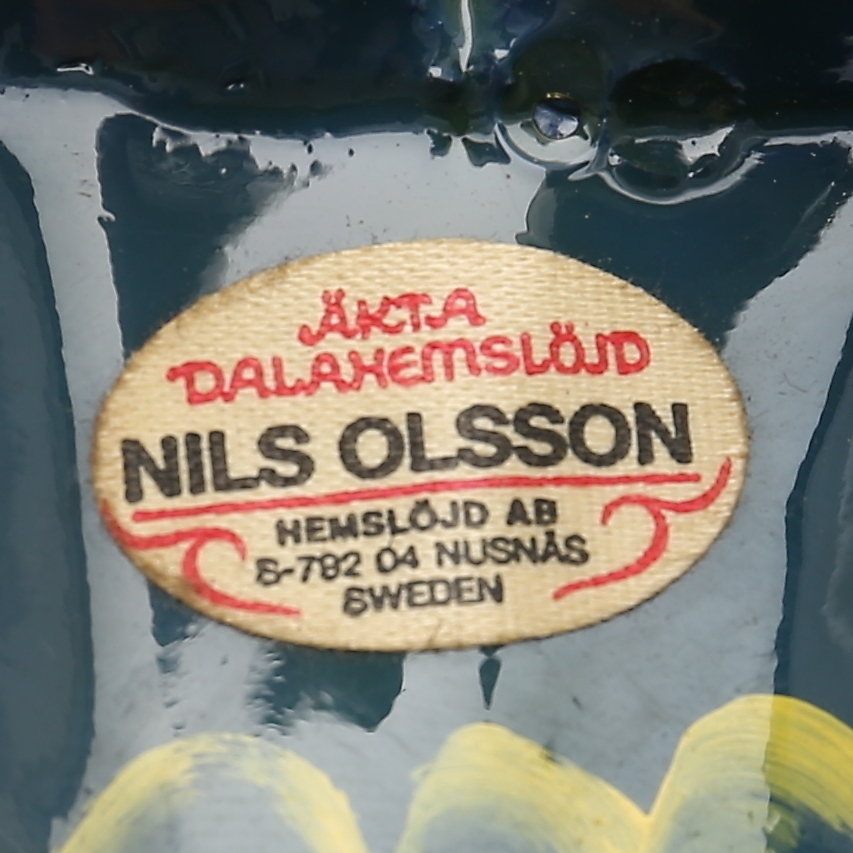 ÄKTA
DALAHEMSLÖJD
NILS OLSSON
HEMSLÖJD AB
S-792 04 NUSNÄS
SWEDEN